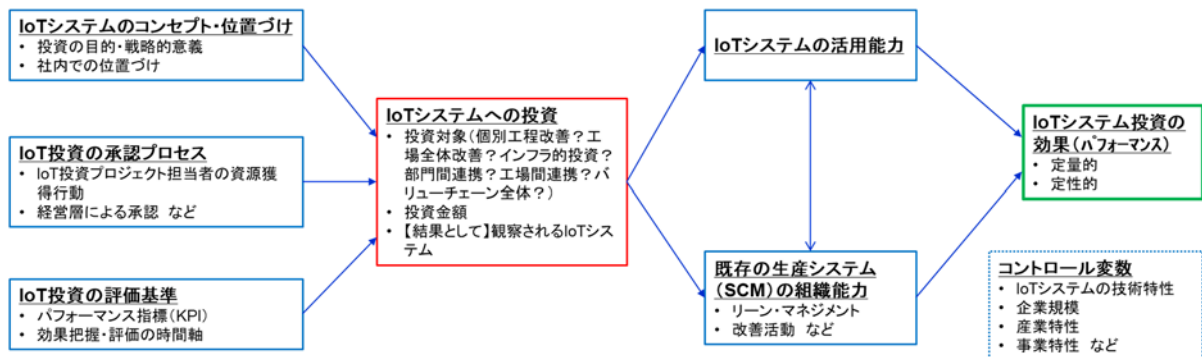 IoTシステムのコンセプト・位置づけ
• 投資の目的・戦略的意義
• 社内での位置づけ
IoT投資の承認プロセス
• IoT投資プロジェクト担当者の資源獲
得行動
• 経営層による承認 など
IoT投資の評価基準
• パフォーマンス指標(KPI)
• 効果把握・評価の時間軸
IoTシステムへの投資
• 投資対象(個別工程改善?工
場全体改善?インフラ的投資?
部門間連携?工場間連携?バ
リューチェーン全体?)
• 投資金額
• 【結果として】観察されるIoTシス
テム
IoTシステムの活用能力
既存の生産システム
(SCM)の組織能力
• リーン・マネジメント
• 改善活動 など
IoTシステム投資の
効果(パフォーマンス)
• 定量的
• 定性的
コントロール変数
• IoTシステムの技術特性
• 企業規模
• 産業特性
• 事業特性 など